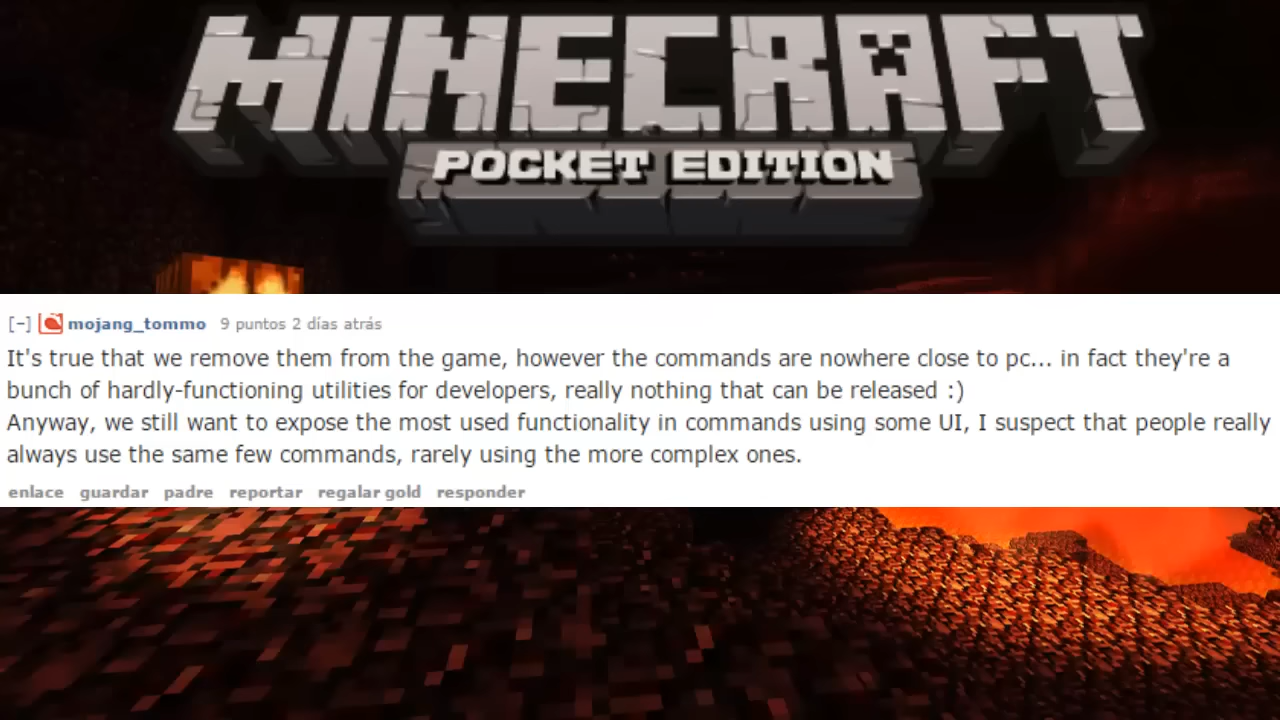 MINECRAFT
POCKET EDITION
[-] mojang_tommo 9 puntos 2 días atrás
It's true that we remove them from the game, however the commands are nowhere close to pc... in fact they're a
bunch of hardly-functioning utilities for developers, really nothing that can be released :)
Anyway, we still want to expose the most used functionality in commands using some UI, I suspect that people really
always use the same few commands, rarely using the more complex ones.
enlace guardar padre reportar regalar gold responder